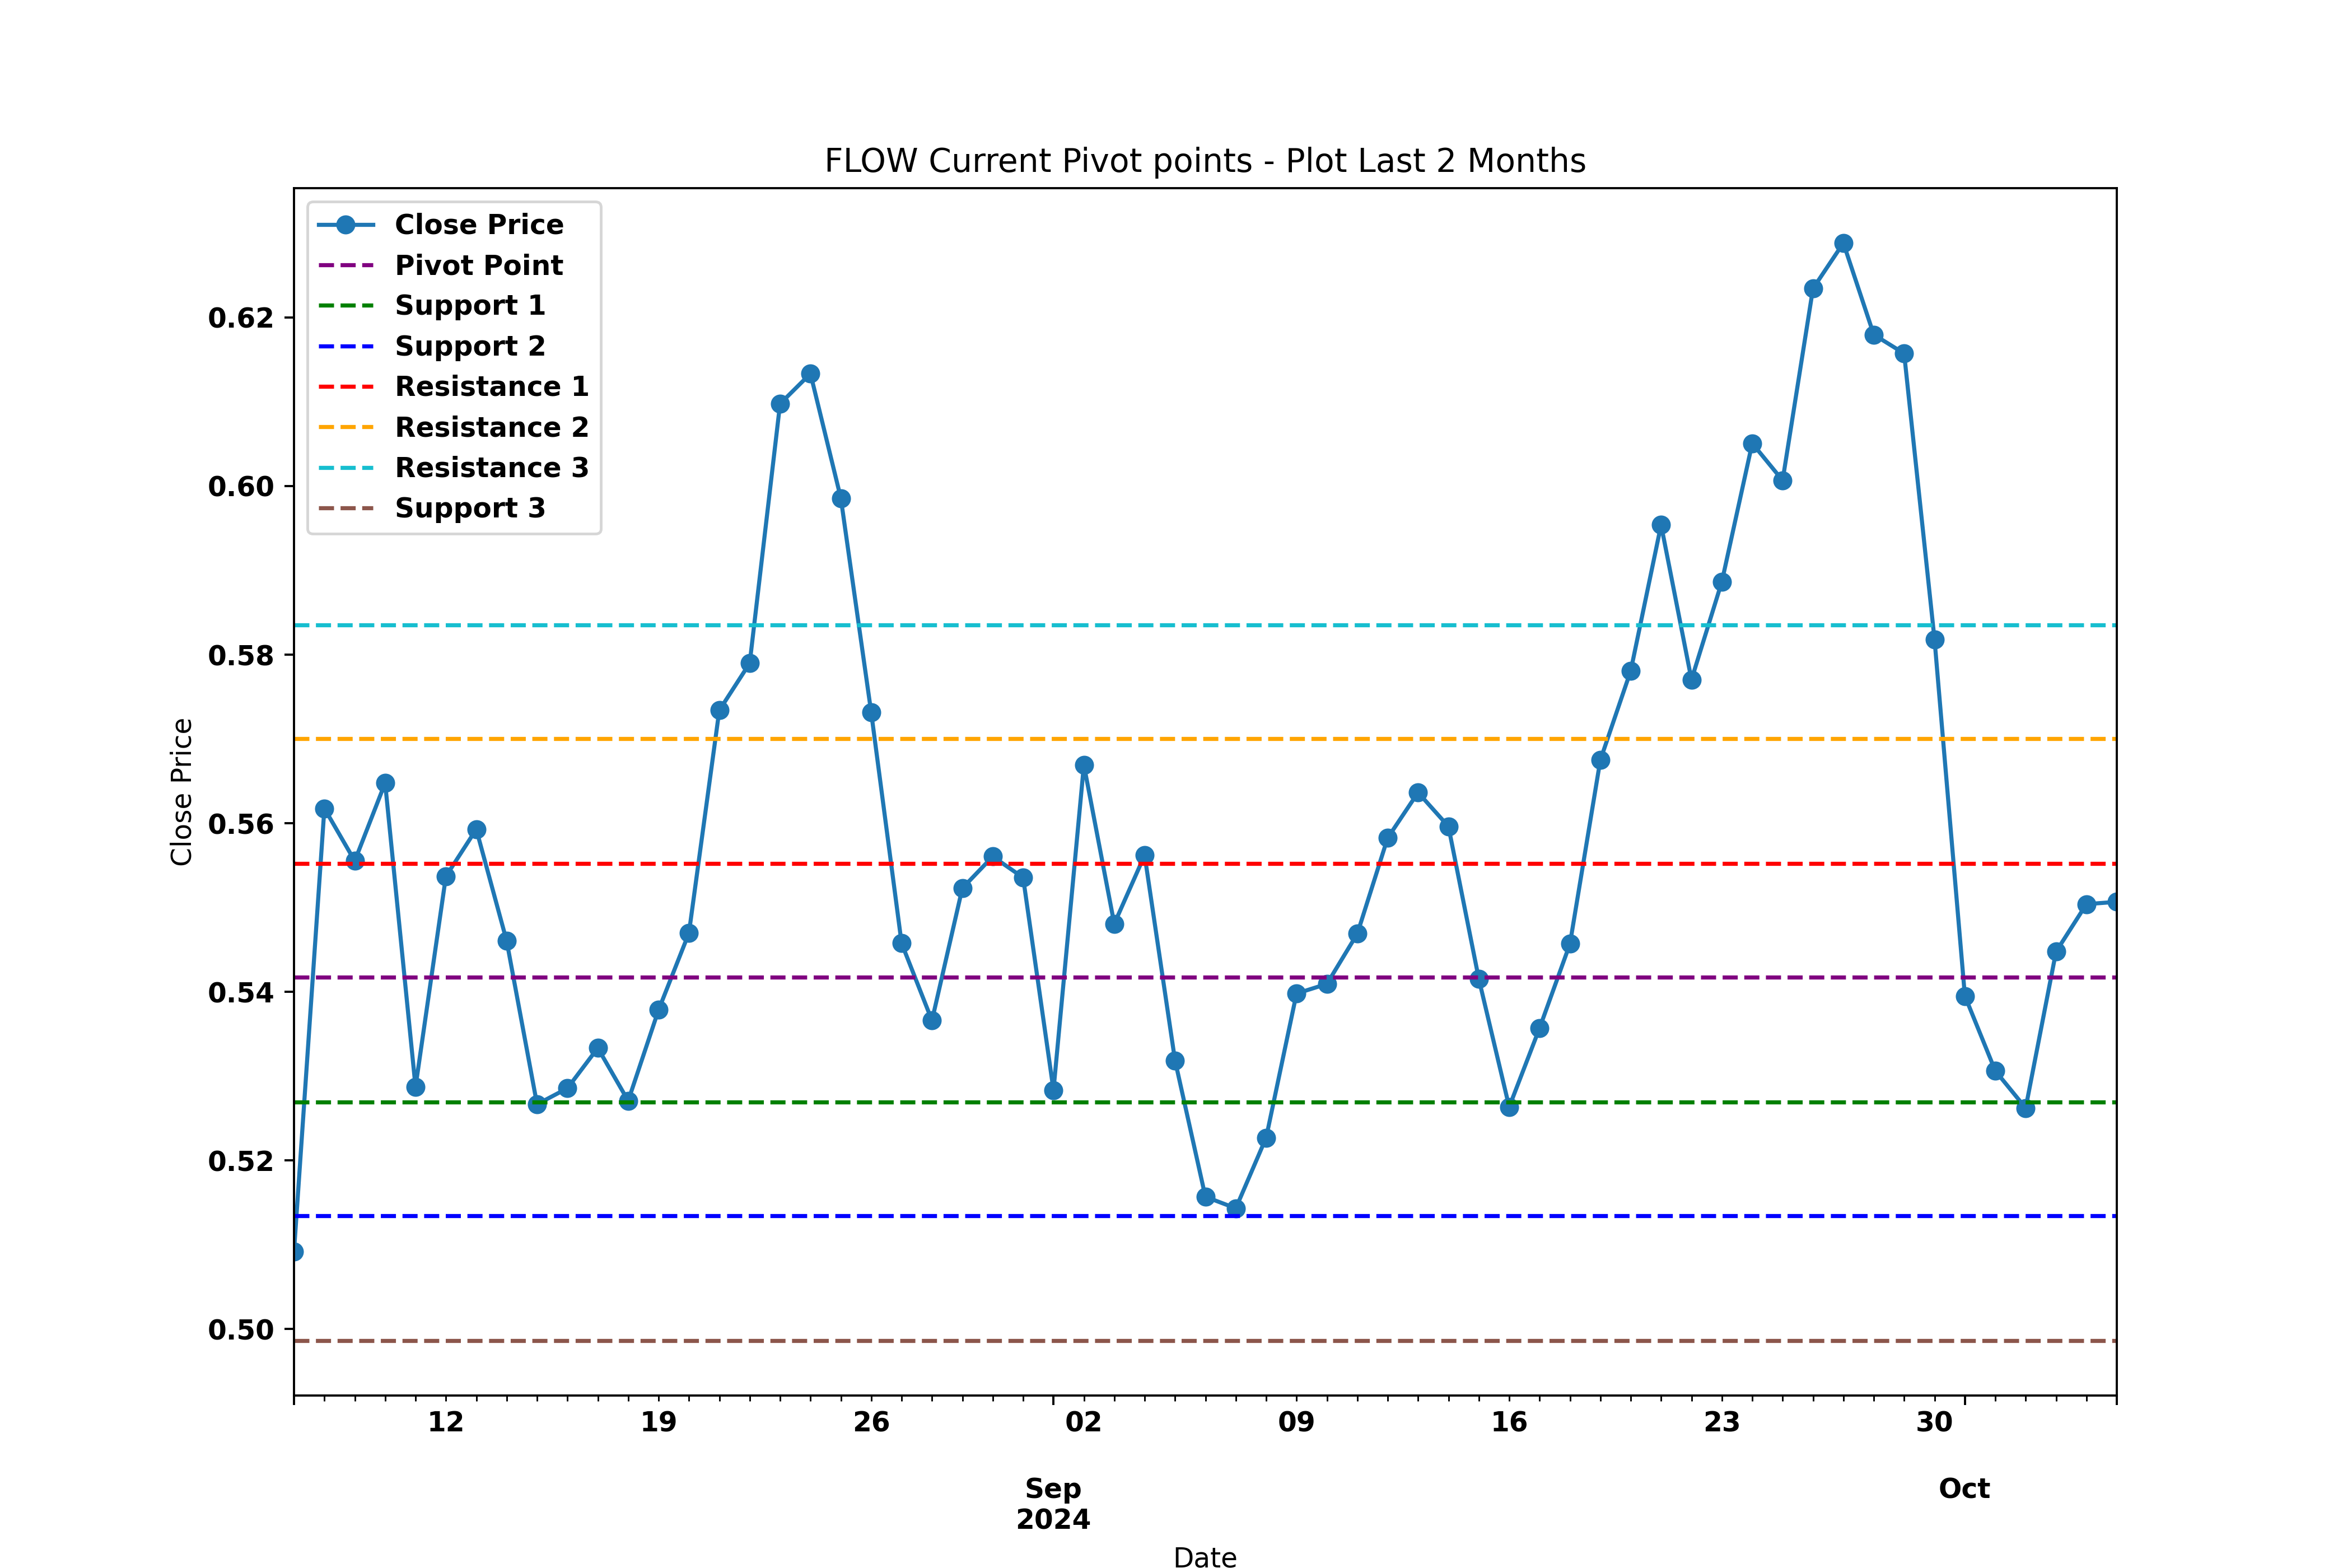 FLOW Current Pivot points - Plot Last 2 Months
Close Price
Pivot Point
Support 1
Support 2
Resistance 1
Resistance 2
Resistance 3
Support 3
Close Price
0.62
0.60
0.58
0.56
0.54
0.52
0.50
12 19 26 02 09 16 23 30
Sep Oct
2024
Date